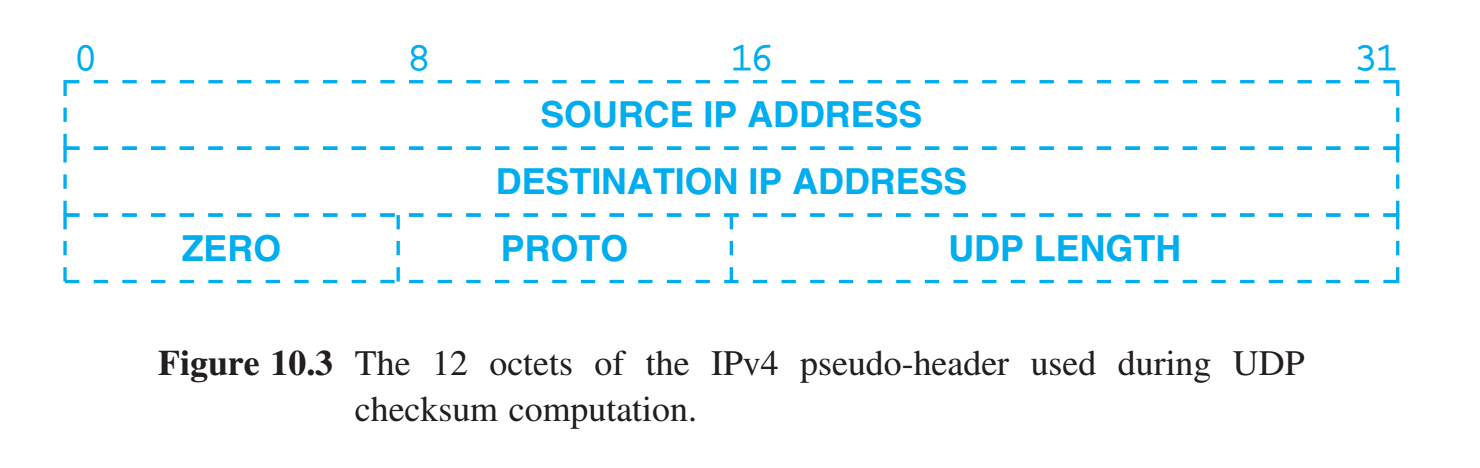 0 8 16 31
SOURCE IP ADDRESS
DESTINATION IP ADDRESS
ZERO PROTO UDP LENGTH
Figure 10.3 The 12 octets of the IPv4 pseudo-header used during UDP
checksum computation.